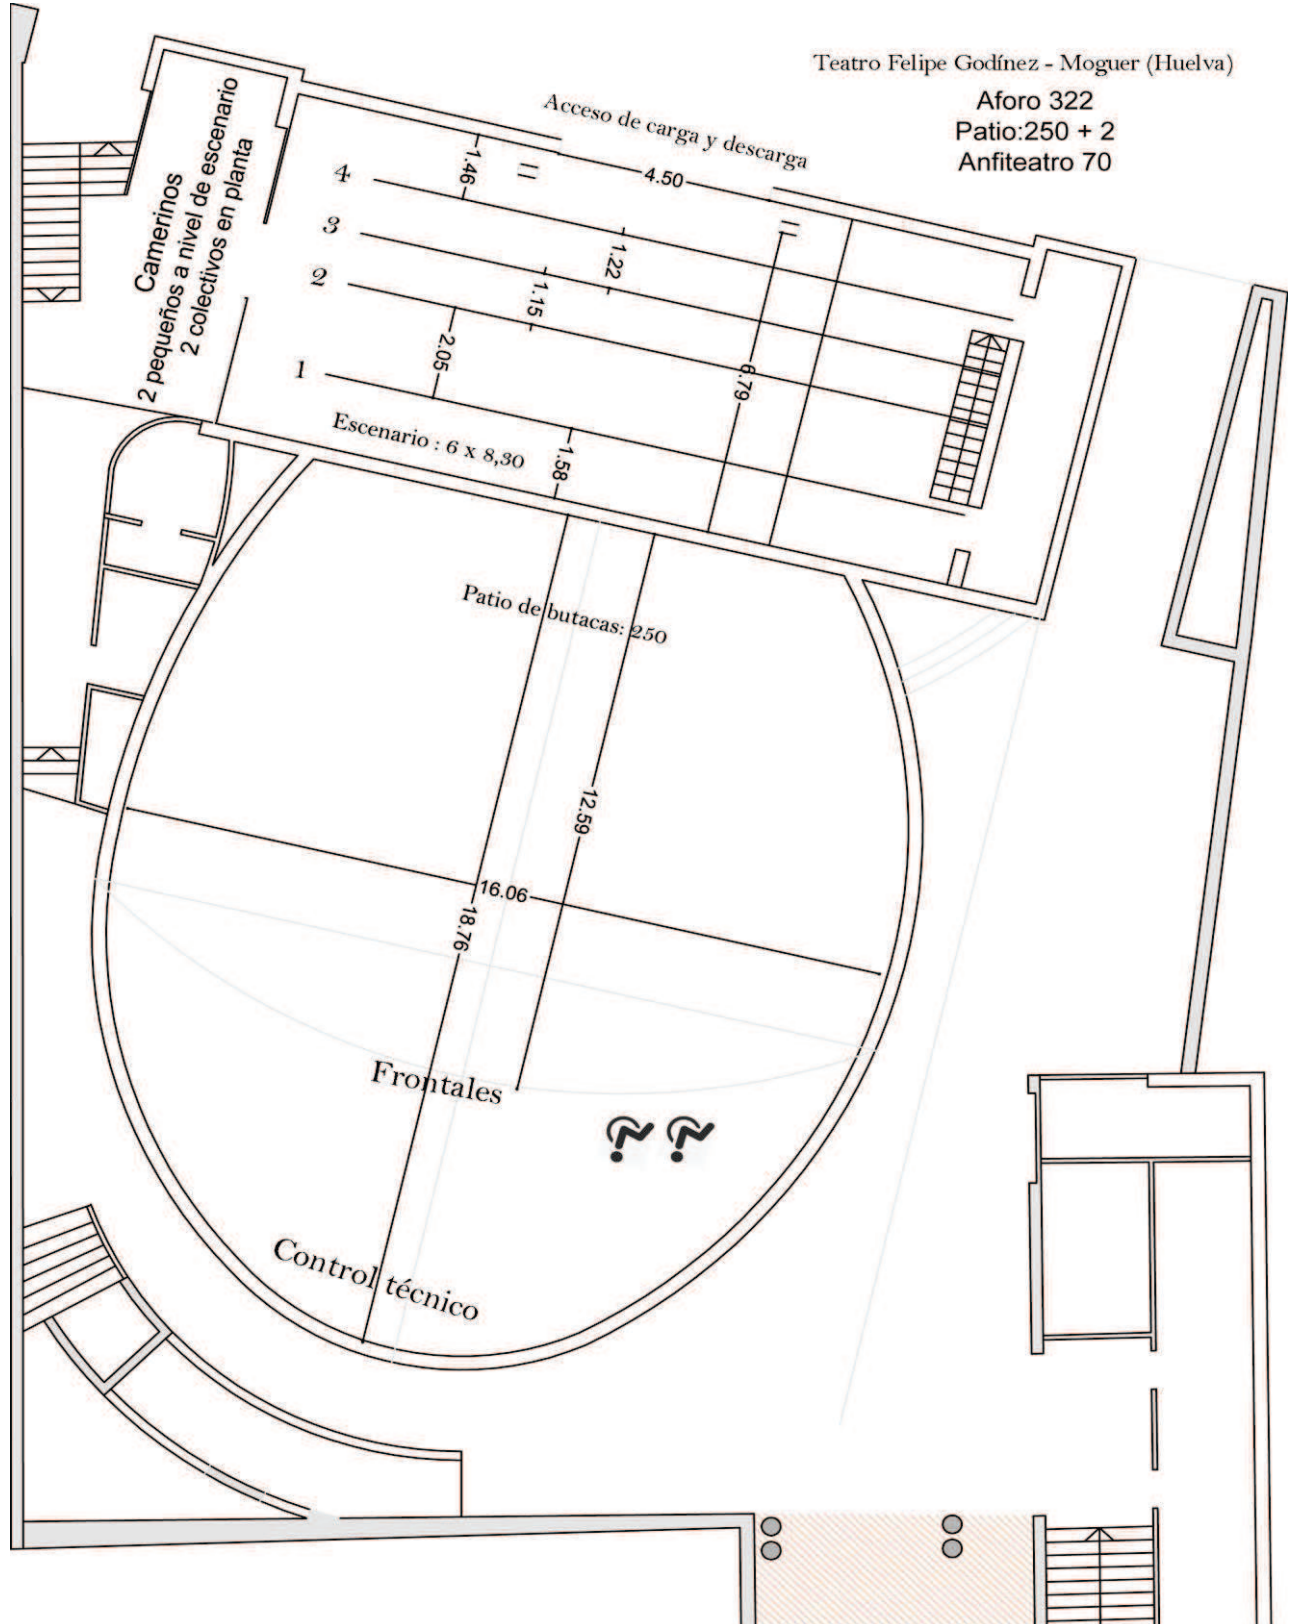 Teatro Felipe Godínez - Moguer (Huelva)
Aforo 322
Patio:250 + 2
Anfiteatro 70
Acceso de carga y descarga
4.50
Camerinos
2 pequeños a nivel de escenario
2 colectivos en planta
4
1.46
3
1.22
2
1.15
2.05
6.79
1
Escenario : 6 x 8,30
1.58
Patio de butacas: 250
12.59
16.06
18.76
Frontales
Control técnico